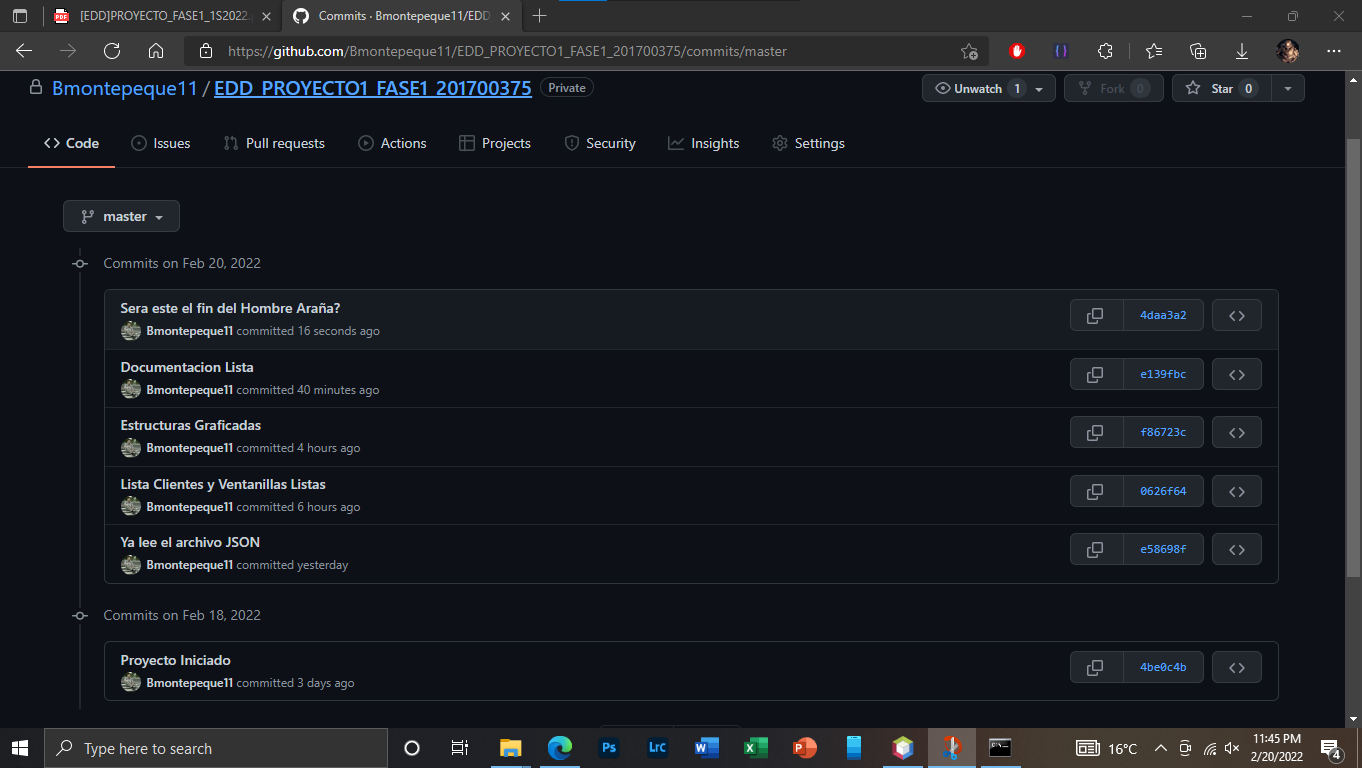 [EDD]PROYECTO_FASE1_1S2022.
Commits · Bmontepeque11/EDD
https://github.com/Bmontepeque11/EDD_PROYECTO1_FASE1_201700375/commits/master
Bmontepeque11 / EDD_PROYECTO1_FASE1_201700375 Private
Unwatch 1 Fork 0 Star 0
Code Issues Pull requests Actions Projects Security Insights Settings
master
Commits on Feb 20, 2022
Sera este el fin del Hombre Araña?
Bmontepeque11 committed 16 seconds ago
4daa3a2
Documentacion Lista
Bmontepeque11 committed 40 minutes ago
e139fbc
Estructuras Graficadas
Bmontepeque11 committed 4 hours ago
f86723c
Lista Clientes y Ventanillas Listas
Bmontepeque11 committed 6 hours ago
0626f64
Ya lee el archivo JSON
Bmontepeque11 committed yesterday
e58698f
Commits on Feb 18, 2022
Proyecto Iniciado
Bmontepeque11 committed 3 days ago
4be0c4b
Type here to search
Ps
Lrc
16°C
11:45 PM
2/20/2022
4